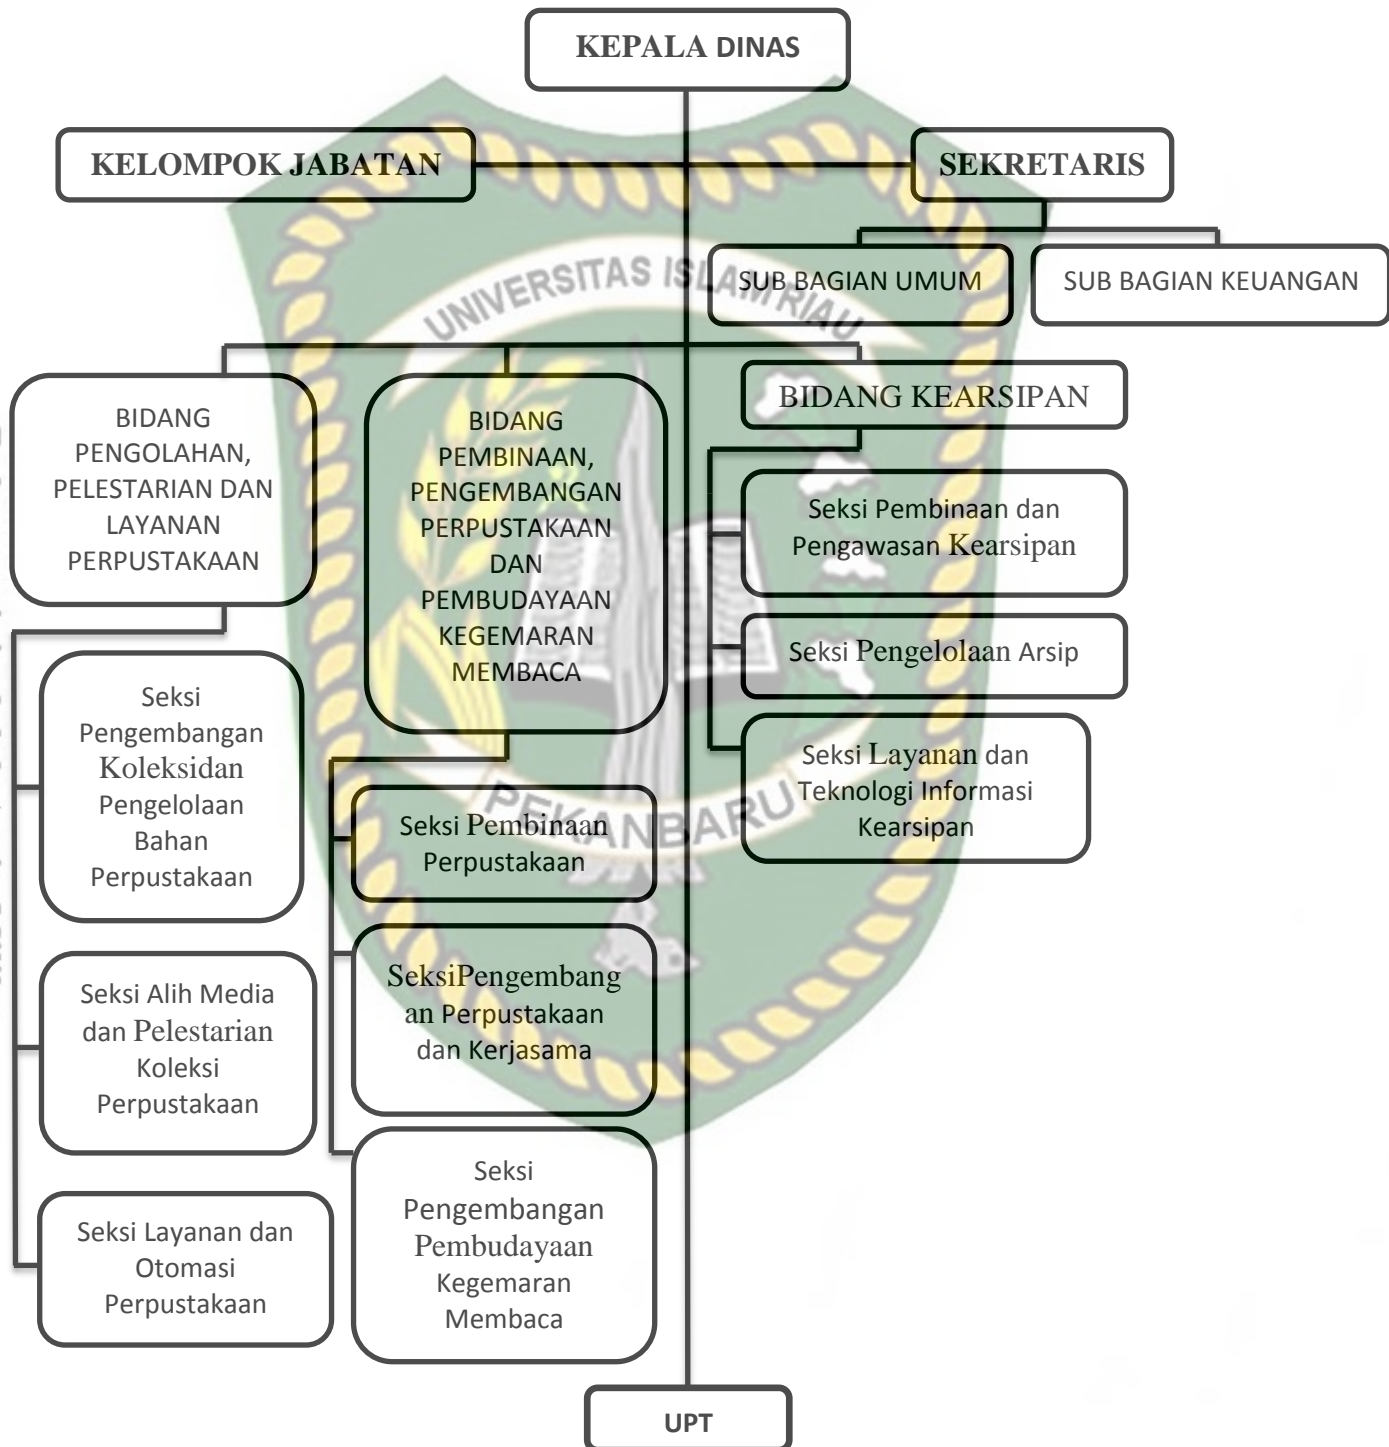 KEPALA DINAS
KELOMPOK JABATAN
SEKRETARIS
SUB BAGIAN UMUM
SUB BAGIAN KEUANGAN
UNIVERSITAS ISLAM RIAU
BIDANG
PENGOLAHAN,
PELESTARIAN DAN
LAYANAN
PERPUSTAKAAN
BIDANG
PEMBINAAN,
PENGEMBANGAN
PERPUSTAKAAN
DAN
PEMBUDAYAAN
KEGEMARAN
MEMBACA
BIDANG KEARSIPAN
Seksi Pembinaan dan
Pengawasan Kearsipan
Seksi Pengelolaan Arsip
Seksi Layanan dan
Teknologi Informasi
Kearsipan
Seksi
Pengembangan
Koleksidan
Pengelolaan
Bahan
Perpustakaan
Seksi Alih Media
dan Pelestarian
Koleksi
Perpustakaan
Seksi Layanan dan
Otomasi
Perpustakaan
Seksi Pembinaan
Perpustakaan
SeksiPengembang
an Perpustakaan
dan Kerjasama
Seksi
Pengembangan
Pembudayaan
Kegemaran
Membaca
PEKANBARU
UPT